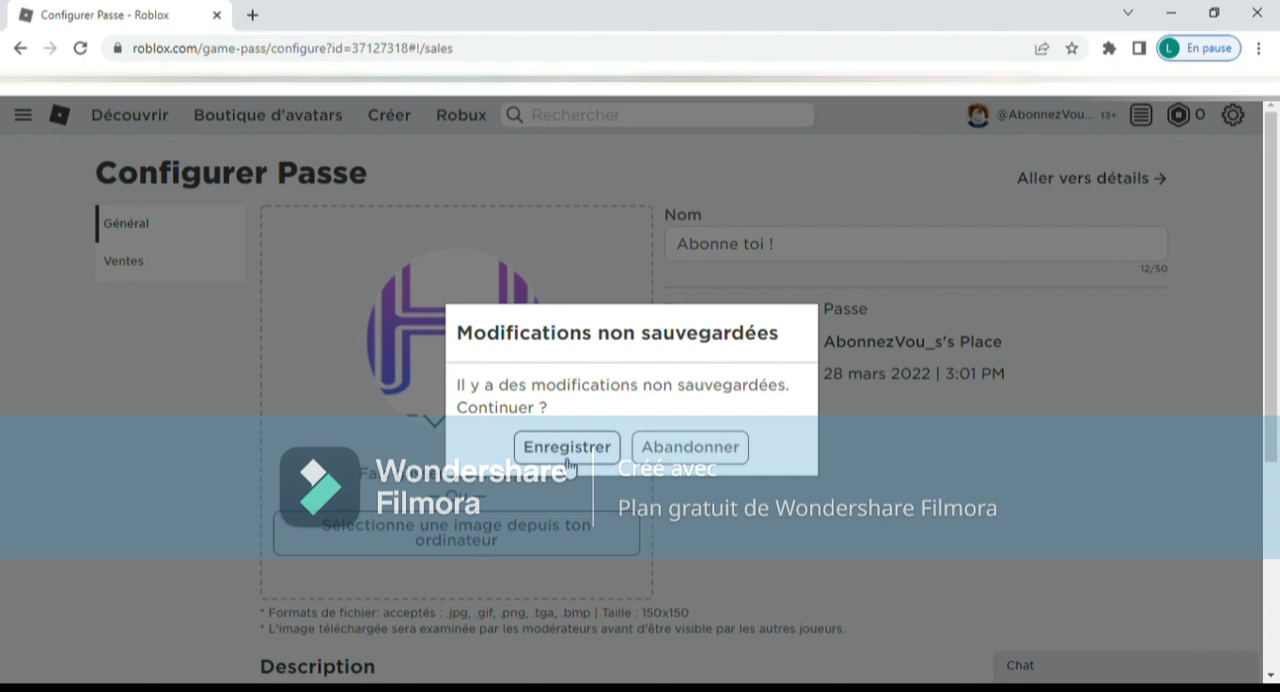 Configurer Passe - Roblox
roblox.com/game-pass/configure?id=37127318#!/sales
L
En pause
Découvrir
Boutique d'avatars
Créer
Robux
Rechercher
@AbonnezVou... 13+
0
Configurer Passe
Aller vers détails
Général
Ventes
Nom
Abonne toi !
12/50
Passe
AbonnezVou_s's Place
28 mars 2022 | 3:01 PM
Modifications non sauvegardées
Il y a des modifications non sauvegardées.
Continuer ?
Enregistrer
Abandonner
Wondershare
Filmora
Créé avec
Plan gratuit de Wondershare Filmora
Ou
Sélectionne une image depuis ton
ordinateur
* Formats de fichier: acceptés : .jpg, .gif, .png, .tga, .bmp | Taille : 150x150
* L'image téléchargée sera examinée par les modérateurs avant d'être visible par les autres joueurs.
Description
Chat